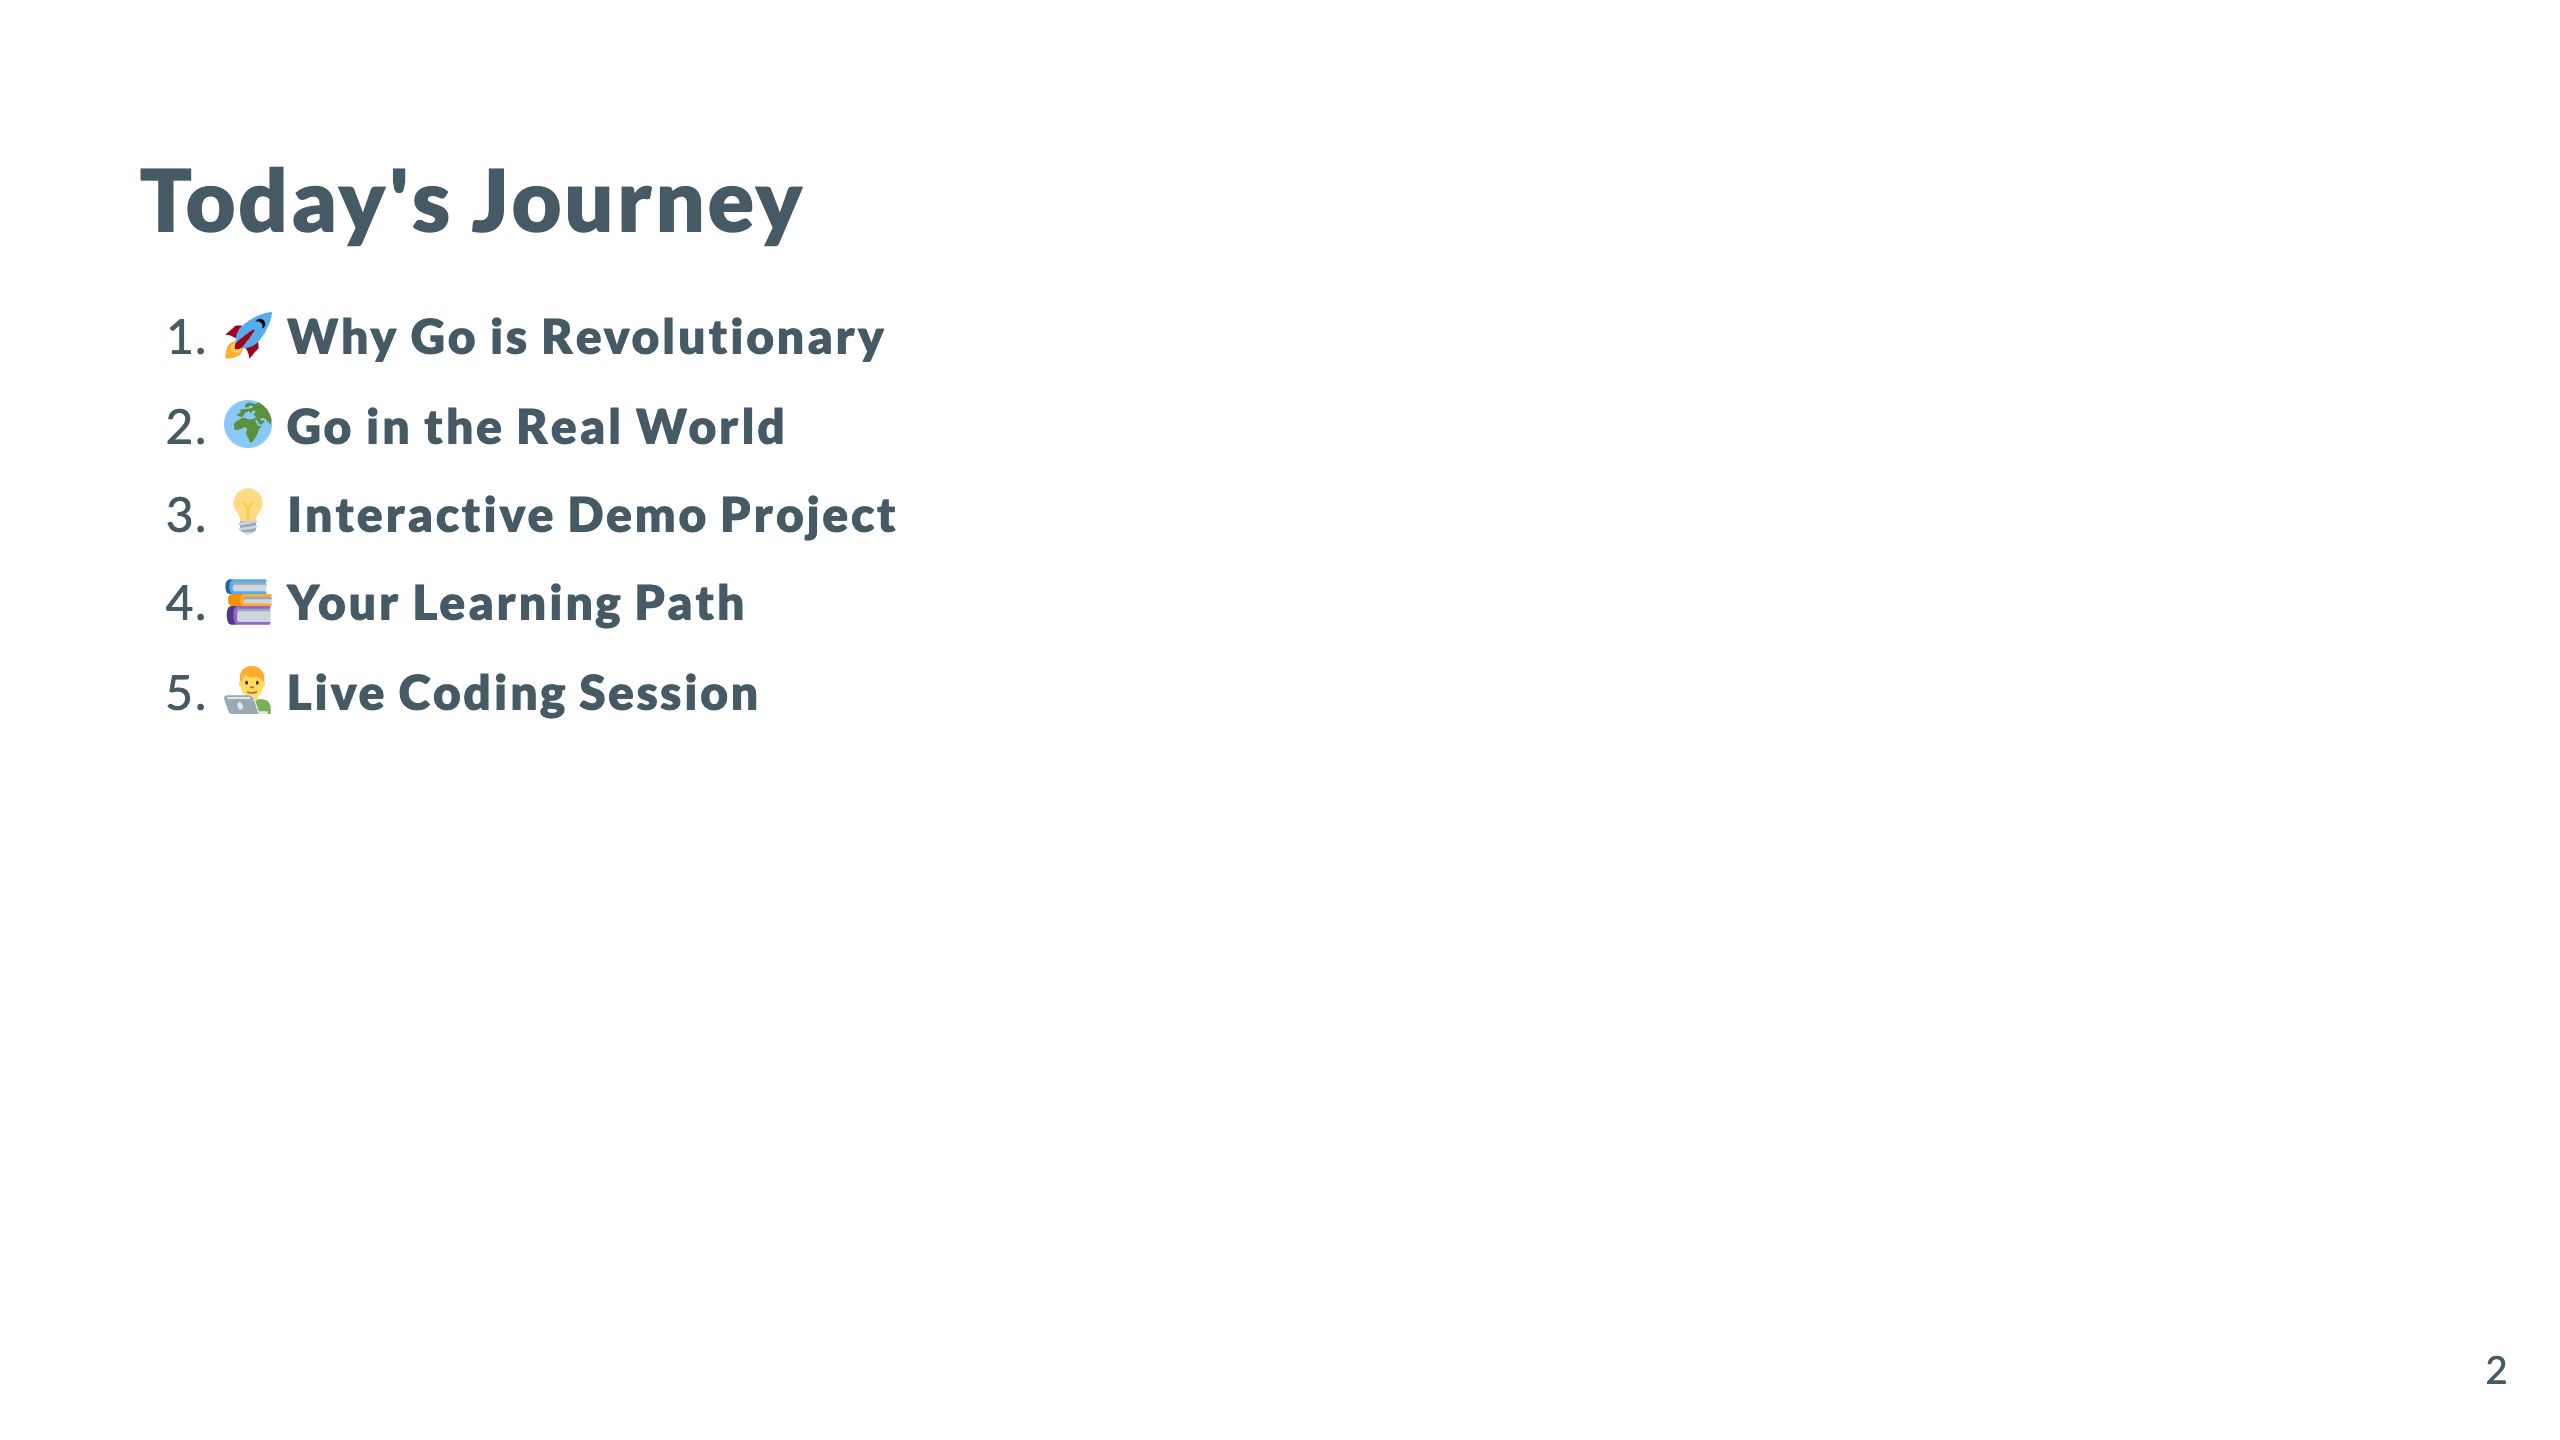 Today's Journey
1. 🚀 Why Go is Revolutionary
2. 🌍 Go in the Real World
3. 💡 Interactive Demo Project
4. 📚 Your Learning Path
5. 👨‍💻 Live Coding Session
2